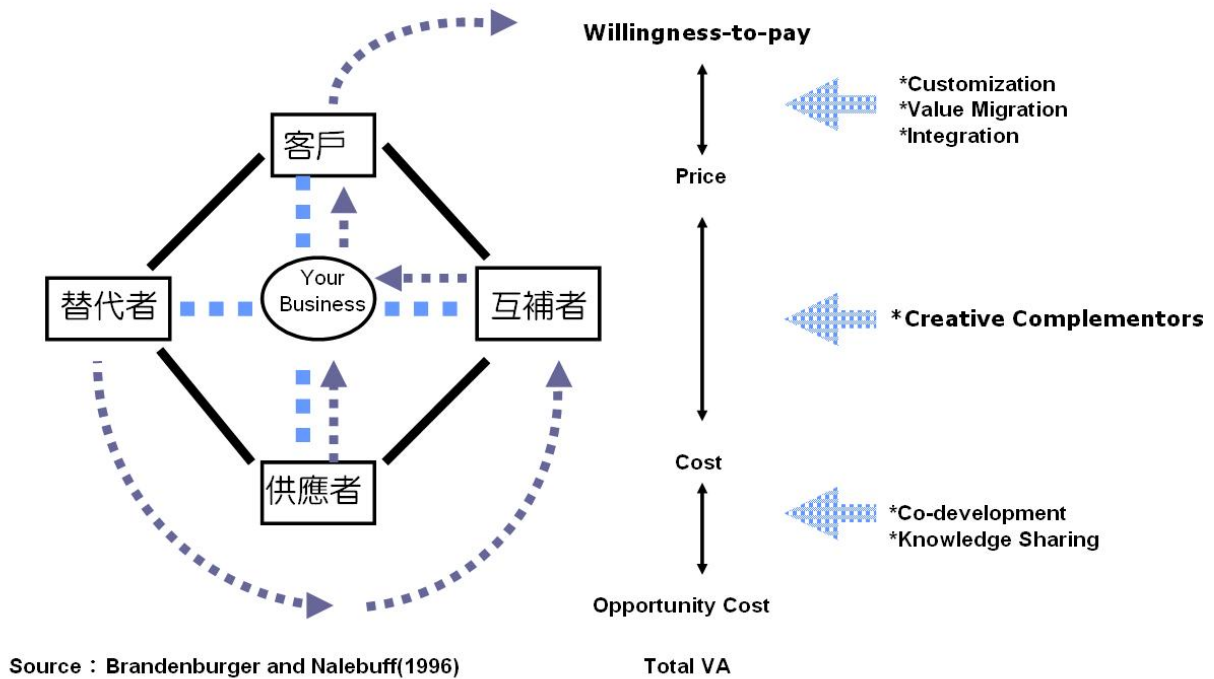 Willingness-to-pay
*Customization
*Value Migration
*Integration
客戶
Price
替代者
Your
Business
互補者
*Creative Complementors
Cost
供應者
*Co-development
*Knowledge Sharing
Opportunity Cost
Source：Brandenburger and Nalebuff(1996)
Total VA